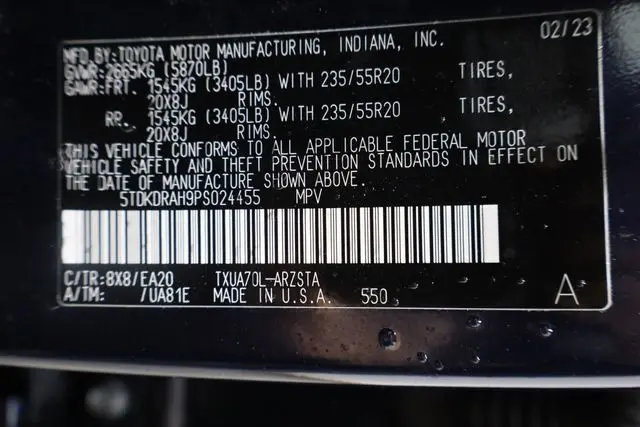 MFD BY: TOYOTA MOTOR MANUFACTURING, INDIANA, INC. 02/23
GVWR: 2665KG (5870LB)
GAWR: FRT. 1545KG (3405LB) WITH 235/55R20 TIRES,
20X8J RIMS.
RR. 1545KG (3405LB) WITH 235/55R20 TIRES,
20X8J RIMS.
THIS VEHICLE CONFORMS TO ALL APPLICABLE FEDERAL MOTOR
VEHICLE SAFETY AND THEFT PREVENTION STANDARDS IN EFFECT ON
THE DATE OF MANUFACTURE SHOWN ABOVE.
5TDKDRAH9PS024455 MPV
C/TR: 8X8/EA20 TXUA70L-ARZSTA
A/TM: /UA81E MADE IN U.S.A. 550 A